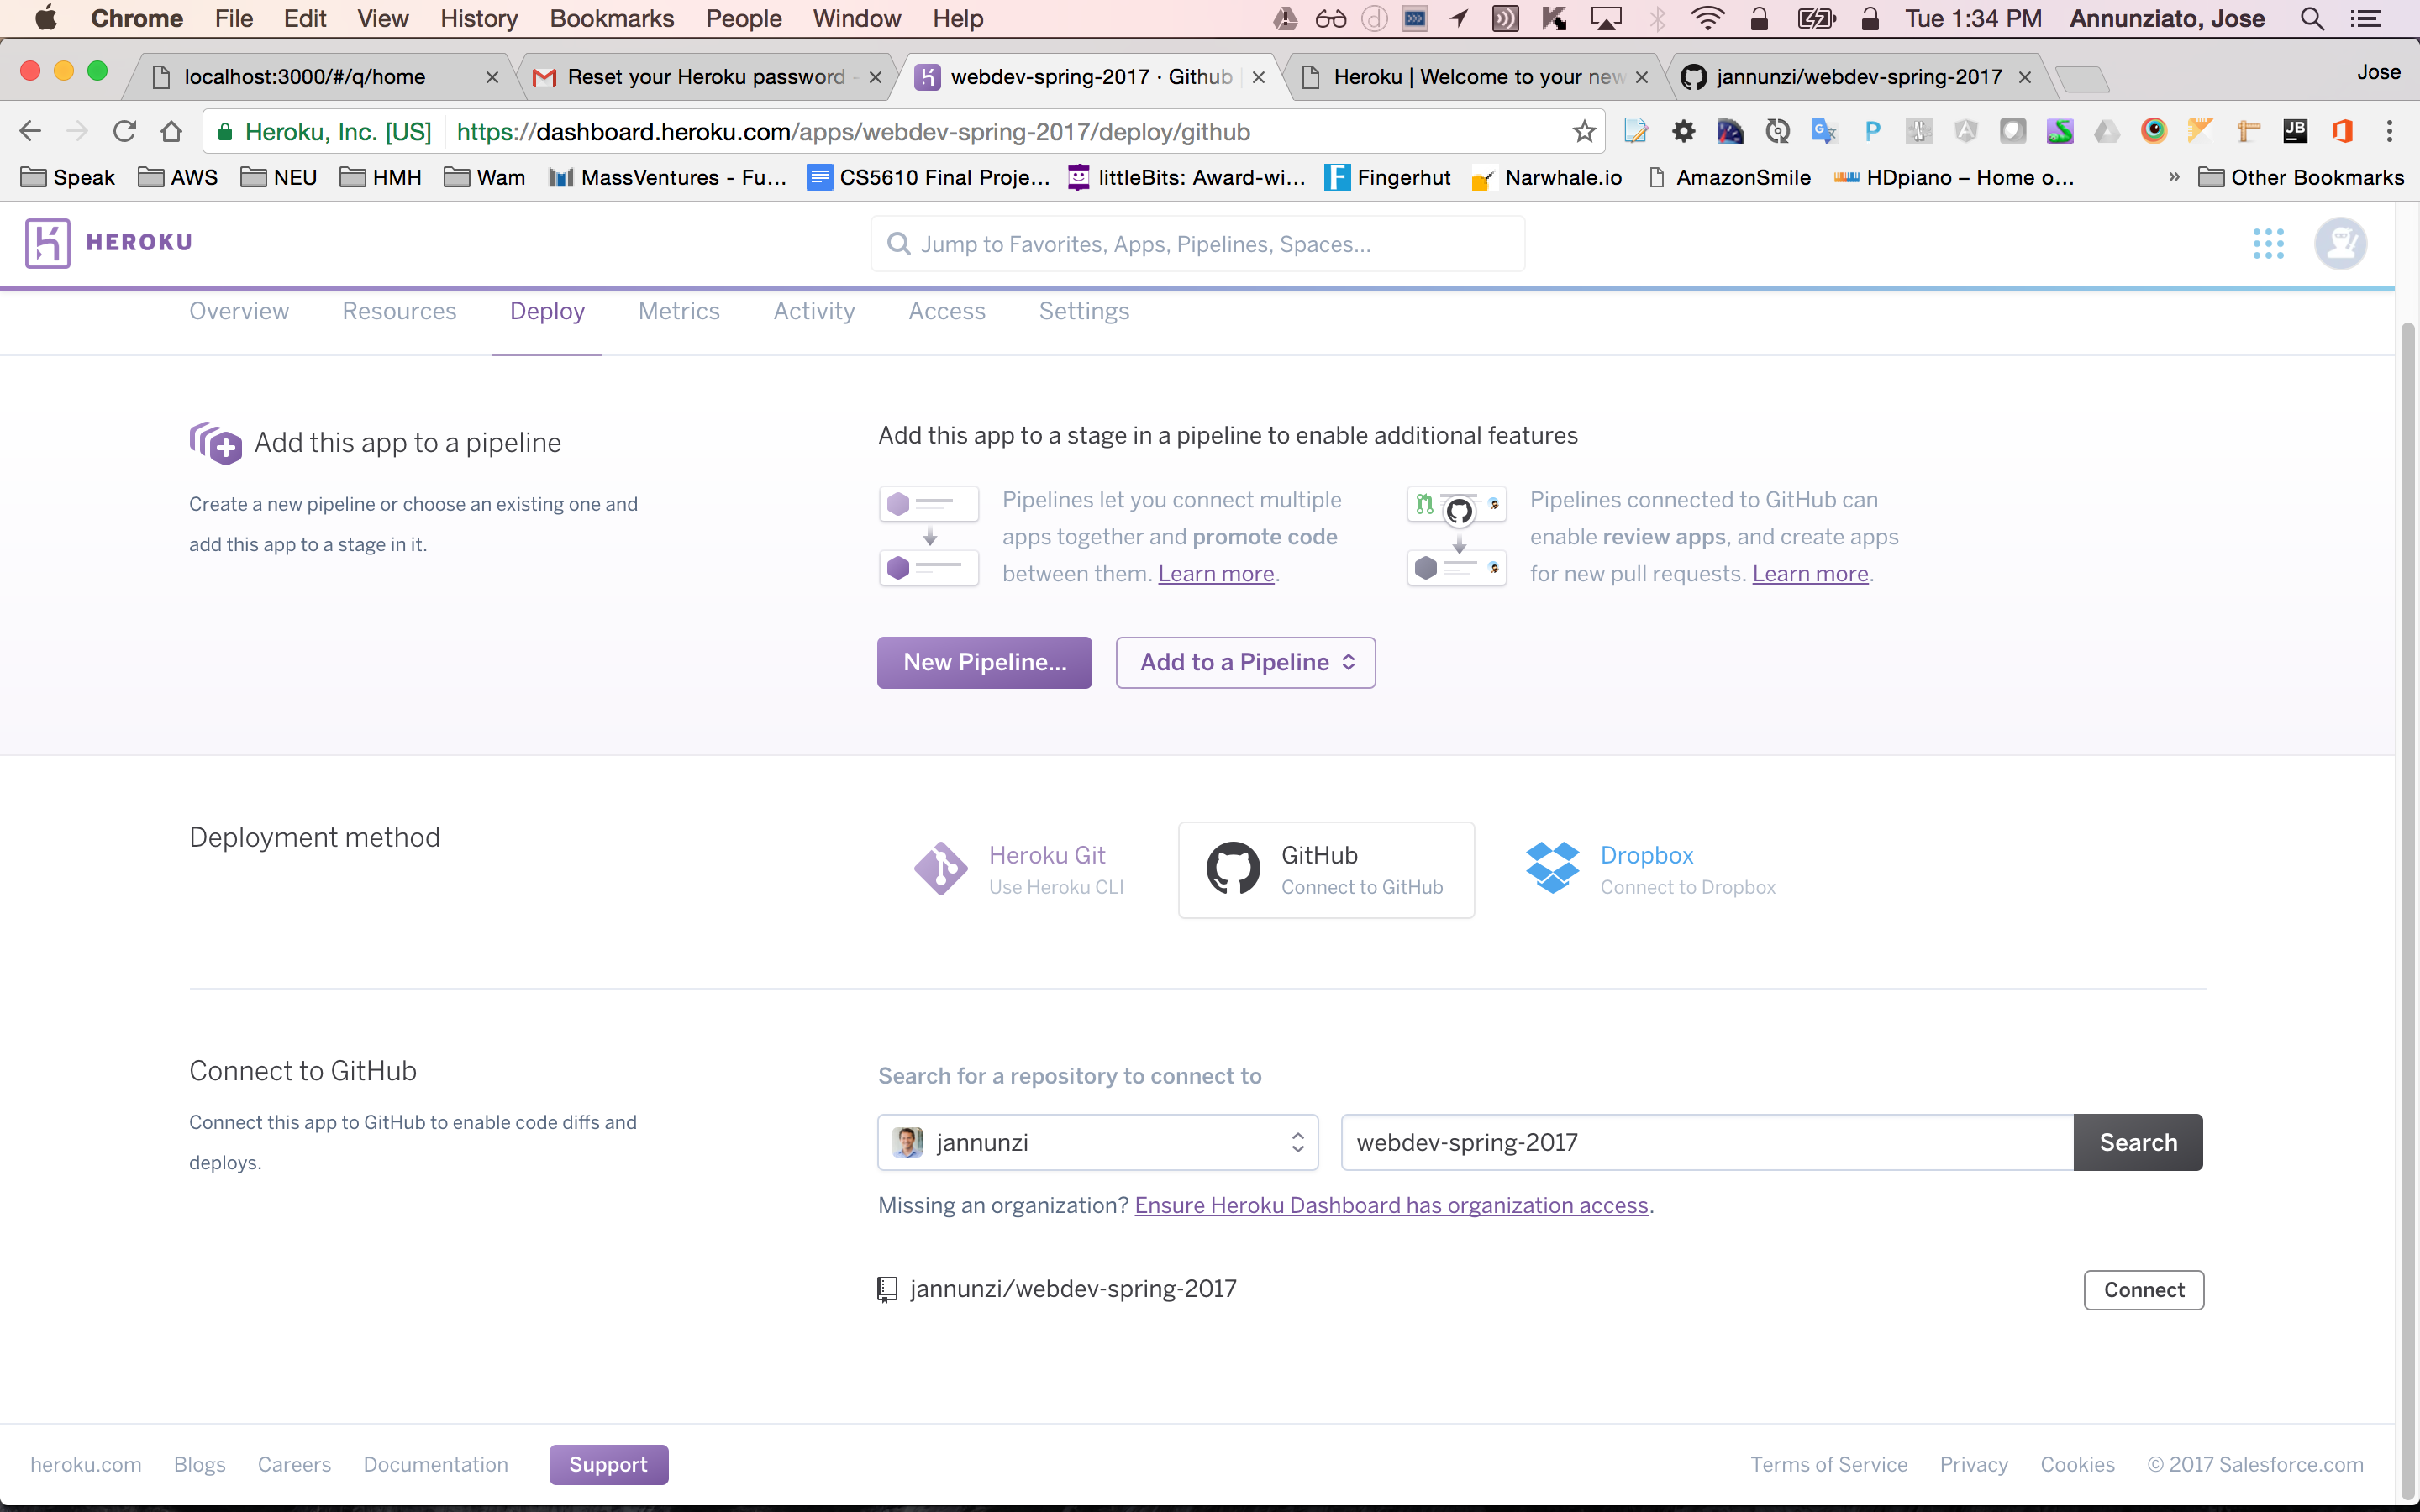 Chrome File Edit View History Bookmarks People Window Help Tue 1:34 PM Annunziato, Jose
localhost:3000/#/q/home Reset your Heroku password - webdev-spring-2017 · Github Heroku | Welcome to your new jannunzi/webdev-spring-2017 Jose
Heroku, Inc. [US] https://dashboard.heroku.com/apps/webdev-spring-2017/deploy/github
Speak AWS NEU HMH Wam MassVentures - Fu... CS5610 Final Proje... littleBits: Award-wi... Fingerhut Narwhale.io AmazonSmile HDpiano – Home o... » Other Bookmarks
HEROKU Jump to Favorites, Apps, Pipelines, Spaces...
Overview Resources Deploy Metrics Activity Access Settings
Add this app to a pipeline
Create a new pipeline or choose an existing one and
add this app to a stage in it.
Add this app to a stage in a pipeline to enable additional features
Pipelines let you connect multiple
apps together and promote code
between them. Learn more.
Pipelines connected to GitHub can
enable review apps, and create apps
for new pull requests. Learn more.
New Pipeline... Add to a Pipeline
Deployment method
Heroku Git
Use Heroku CLI
GitHub
Connect to GitHub
Dropbox
Connect to Dropbox
Connect to GitHub
Connect this app to GitHub to enable code diffs and
deploys.
Search for a repository to connect to
jannunzi webdev-spring-2017 Search
Missing an organization? Ensure Heroku Dashboard has organization access.
jannunzi/webdev-spring-2017 Connect
heroku.com Blogs Careers Documentation Support Terms of Service Privacy Cookies © 2017 Salesforce.com